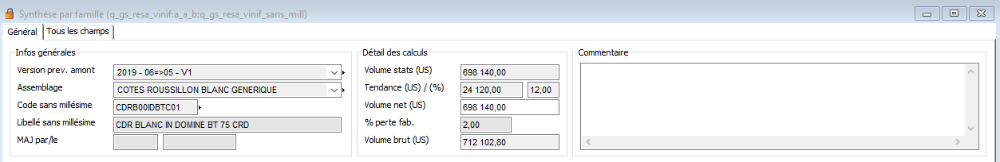 Synthèse par famille (q_gs_resa_vinif:a_a_b:q_gs_resa_vinif_sans_mill)
Général Tous les champs
Infos générales
Version prev. amont 2019 - 06=>05 - V1
Assemblage COTES ROUSSILLON BLANC GENERIQUE
Code sans millésime CDRB00IDBTC01
Libellé sans millésime CDR BLANC IN DOMINE BT 75 CRD
MAJ par/le
Détail des calculs
Volume stats (US) 698 140,00
Tendance (US) / (%) 24 120,00 12,00
Volume net (US) 698 140,00
% perte fab. 2,00
Volume brut (US) 712 102,80
Commentaire